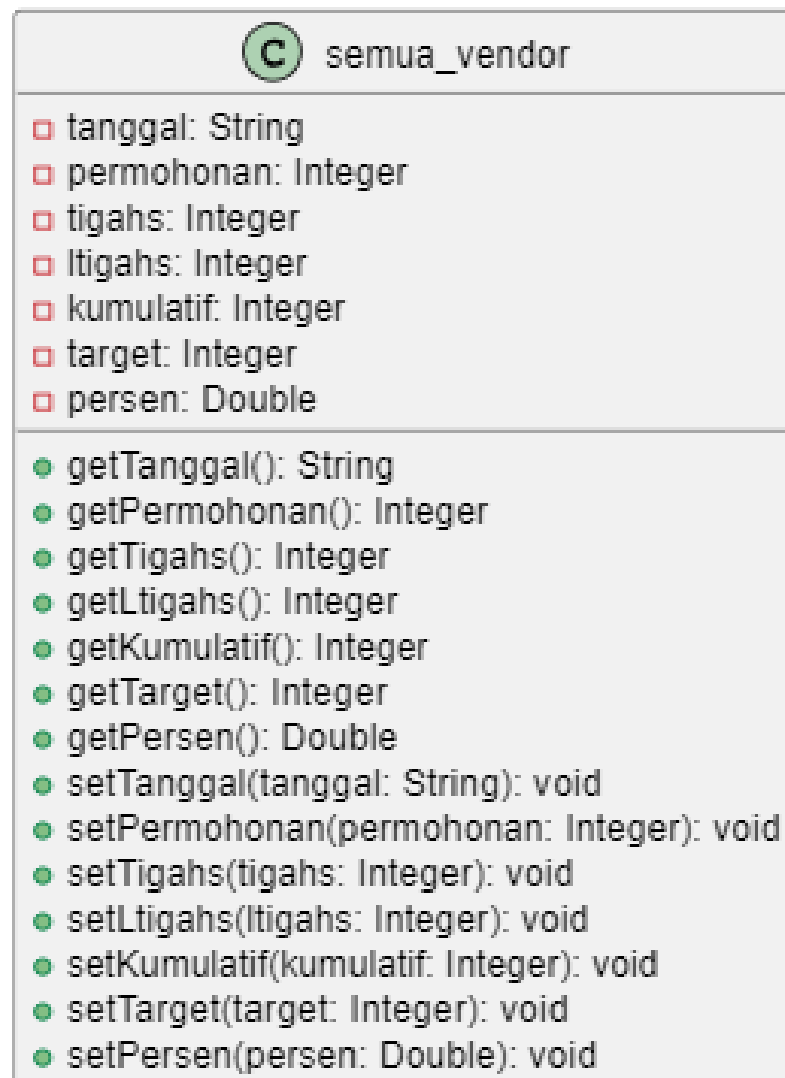 C semua_vendor
tanggal: String
permohonan: Integer
tigahs: Integer
ltigahs: Integer
kumulatif: Integer
target: Integer
persen: Double
getTanggal(): String
getPermohonan(): Integer
getTigahs(): Integer
getLtigahs(): Integer
getKumulatif(): Integer
getTarget(): Integer
getPersen(): Double
setTanggal(tanggal: String): void
setPermohonan(permohonan: Integer): void
setTigahs(tigahs: Integer): void
setLtigahs(ltigahs: Integer): void
setKumulatif(kumulatif: Integer): void
setTarget(target: Integer): void
setPersen(persen: Double): void